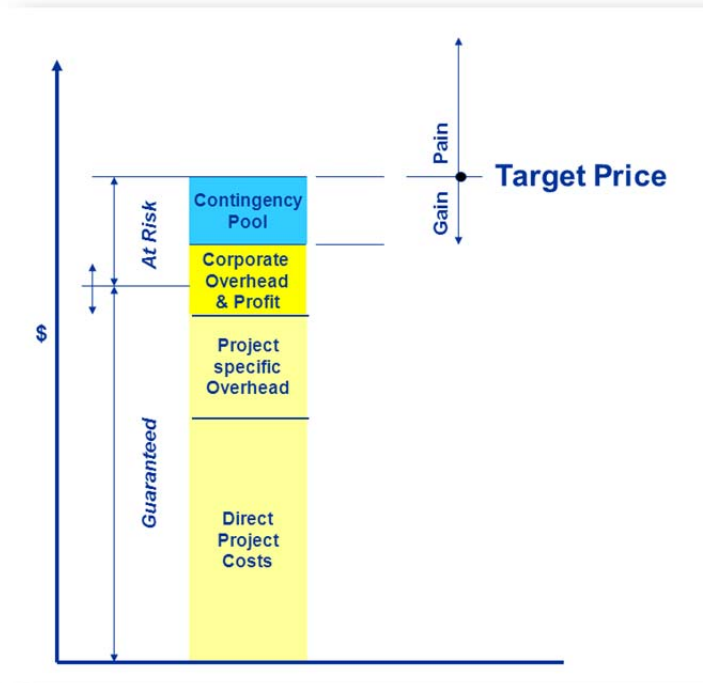 Pain
Target Price
Gain
Contingency
Pool
At Risk
Corporate
Overhead
& Profit
$
Project
specific
Overhead
Guaranteed
Direct
Project
Costs